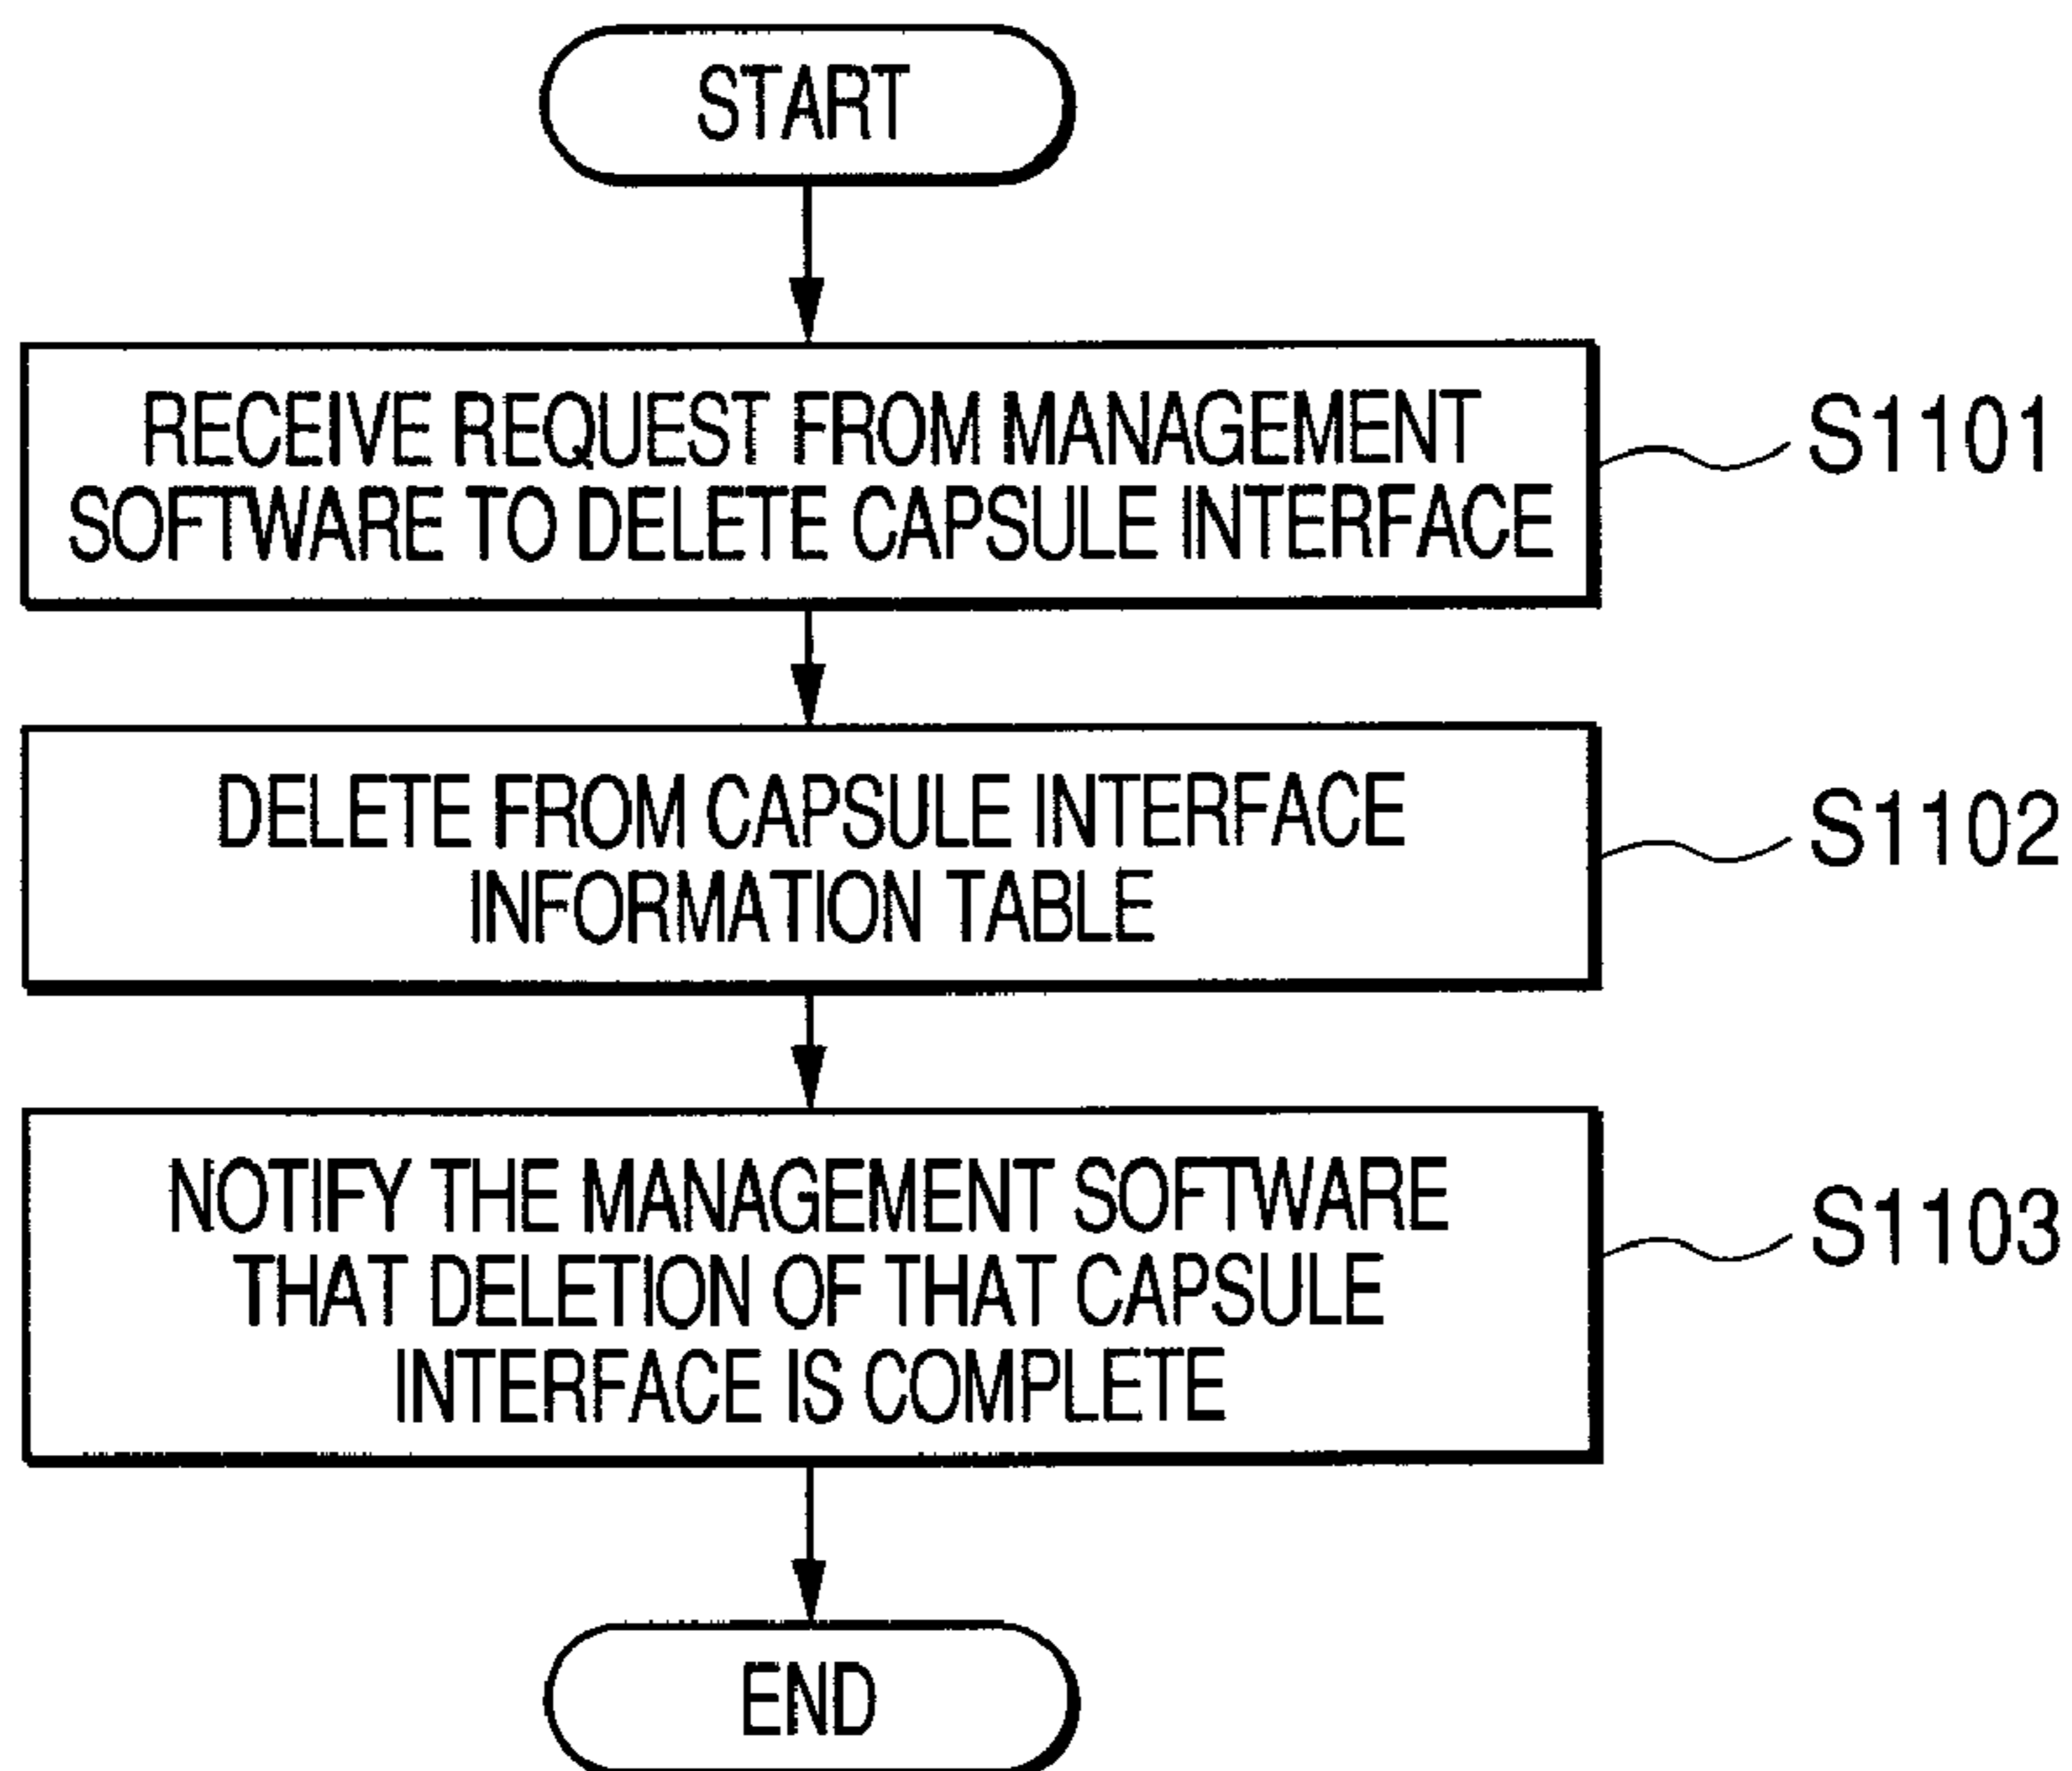 START
RECEIVE REQUEST FROM MANAGEMENT
SOFTWARE TO DELETE CAPSULE INTERFACE
S1101
DELETE FROM CAPSULE INTERFACE
INFORMATION TABLE
S1102
NOTIFY THE MANAGEMENT SOFTWARE
THAT DELETION OF THAT CAPSULE
INTERFACE IS COMPLETE
S1103
END